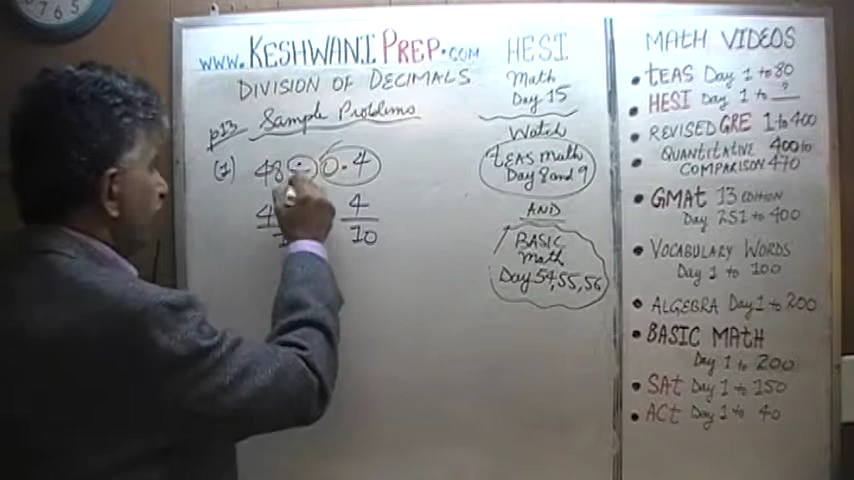 7 6 5
www.KESHWANIPREP.com
DIVISION OF DECIMALS
p13 Sample Problems
(1) 48 ÷ 0.4
4 4
10
HESI
Math
Day 15
Watch
TEAS Math
Day 8 and 9
AND
BASIC
Math
Day 54, 55, 56
MATH VIDEOS
• TEAS Day 1 to 80
• HESI Day 1 to ?
• REVISED GRE 1 to 400
• QUANTITATIVE 400 to
COMPARISON 470
• GMAT 13 EDITION
Day 251 to 400
• VOCABULARY WORDS
Day 1 to 100
• ALGEBRA Day 1 to 200
• BASIC MATH
Day 1 to 200
• SAT Day 1 to 150
• ACT Day 1 to 40